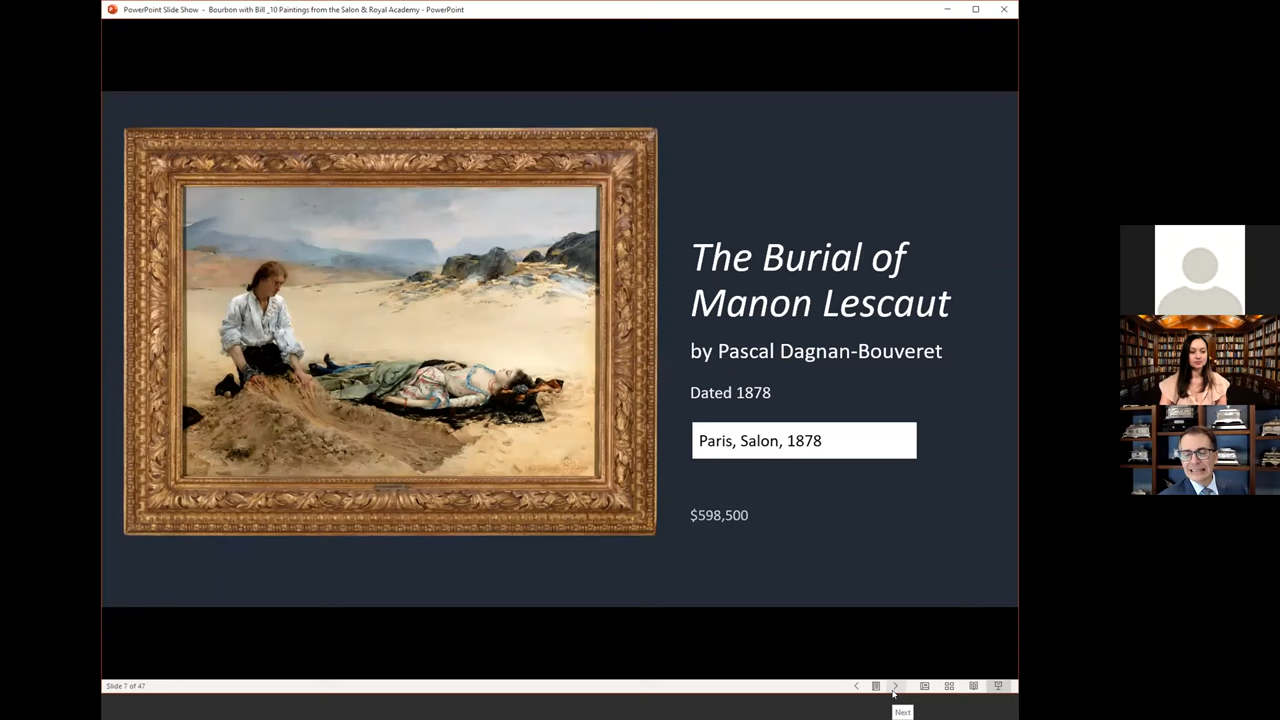 PowerPoint Slide Show - Bourbon with Bill _10 Paintings from the Salon & Royal Academy - PowerPoint
The Burial of
Manon Lescaut
by Pascal Dagnan-Bouveret
Dated 1878
Paris, Salon, 1878
$598,500
Slide 7 of 47
Next